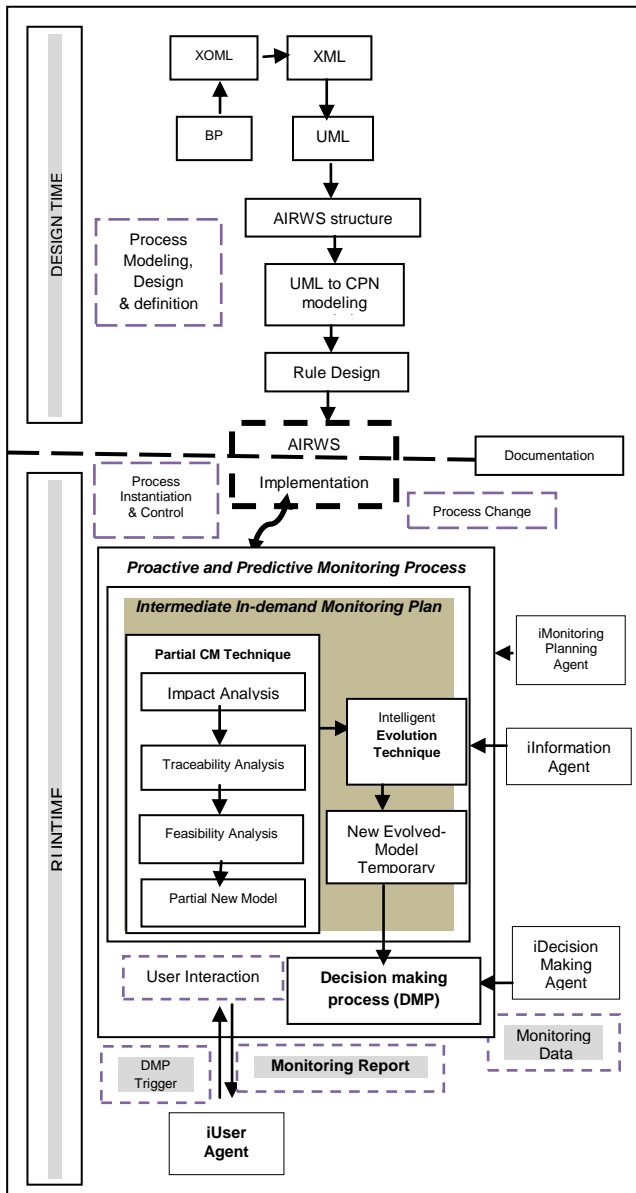 XOML
XML
BP
UML
DESIGN TIME
AIRWS structure
Process
Modeling,
Design
& definition
UML to CPN
modeling
Rule Design
AIRWS
Documentation
Process
Instantiation
& Control
Implementation
Process Change
Proactive and Predictive Monitoring Process
Intermediate In-demand Monitoring Plan
iMonitoring
Planning
Agent
Partial CM Technique
Impact Analysis
Intelligent
Evolution
Technique
iInformation
Agent
Traceability Analysis
RUNTIME
Feasibility Analysis
New Evolved-
Model
Temporary
Partial New Model
iDecision
Making
Agent
User Interaction
Decision making
process (DMP)
DMP
Trigger
Monitoring Report
Monitoring
Data
iUser
Agent